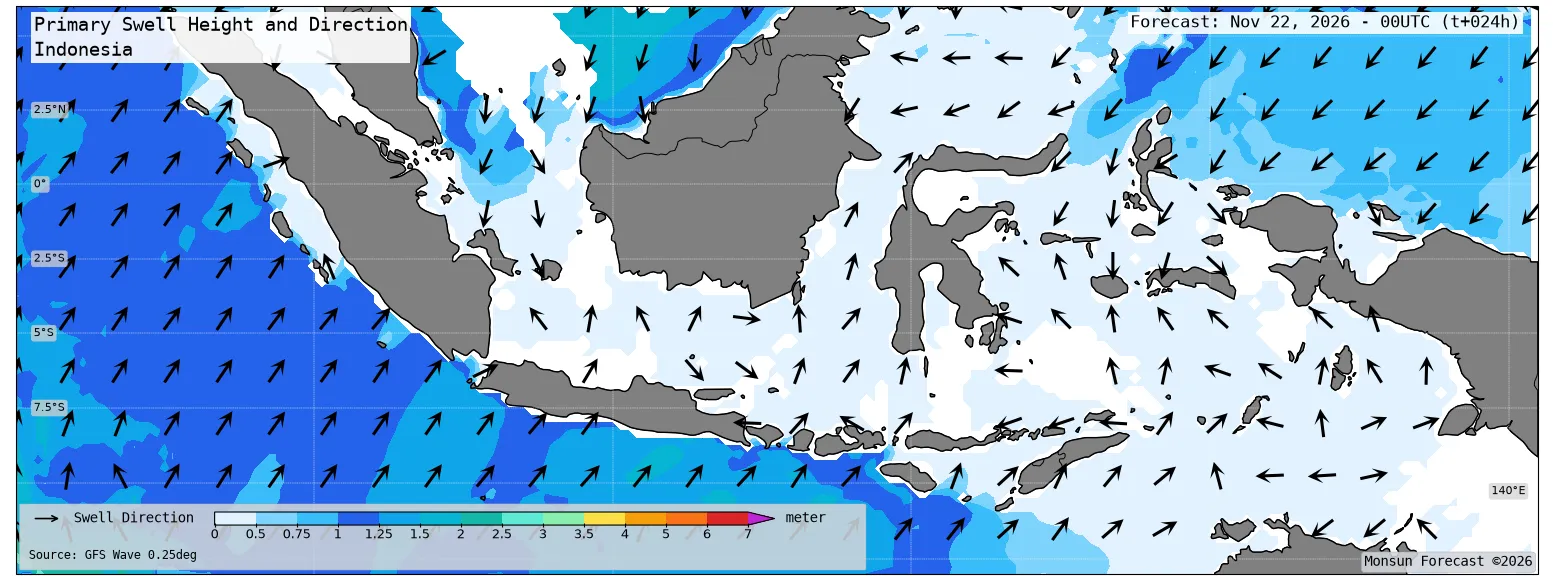 Primary Swell Height and Direction
Indonesia
Forecast: Nov 22, 2026 - 00UTC (t+024h)
2.5°N
0°
2.5°S
5°S
7.5°S
140°E
Swell Direction
meter
0 0.5 0.75 1 1.25 1.5 2 2.5 3 3.5 4 5 6 7
Source: GFS Wave 0.25deg
Monsun Forecast ©2026